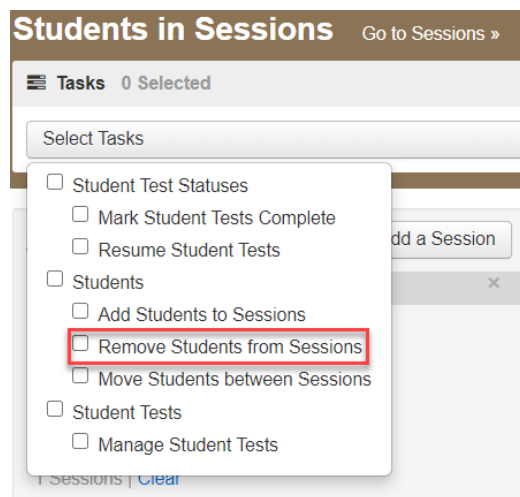 Students in Sessions Go to Sessions »
Tasks 0 Selected
Select Tasks
Student Test Statuses
Mark Student Tests Complete
Resume Student Tests
dd a Session
Students
×
Add Students to Sessions
Remove Students from Sessions
Move Students between Sessions
Student Tests
Manage Student Tests
1 Sessions | Clear